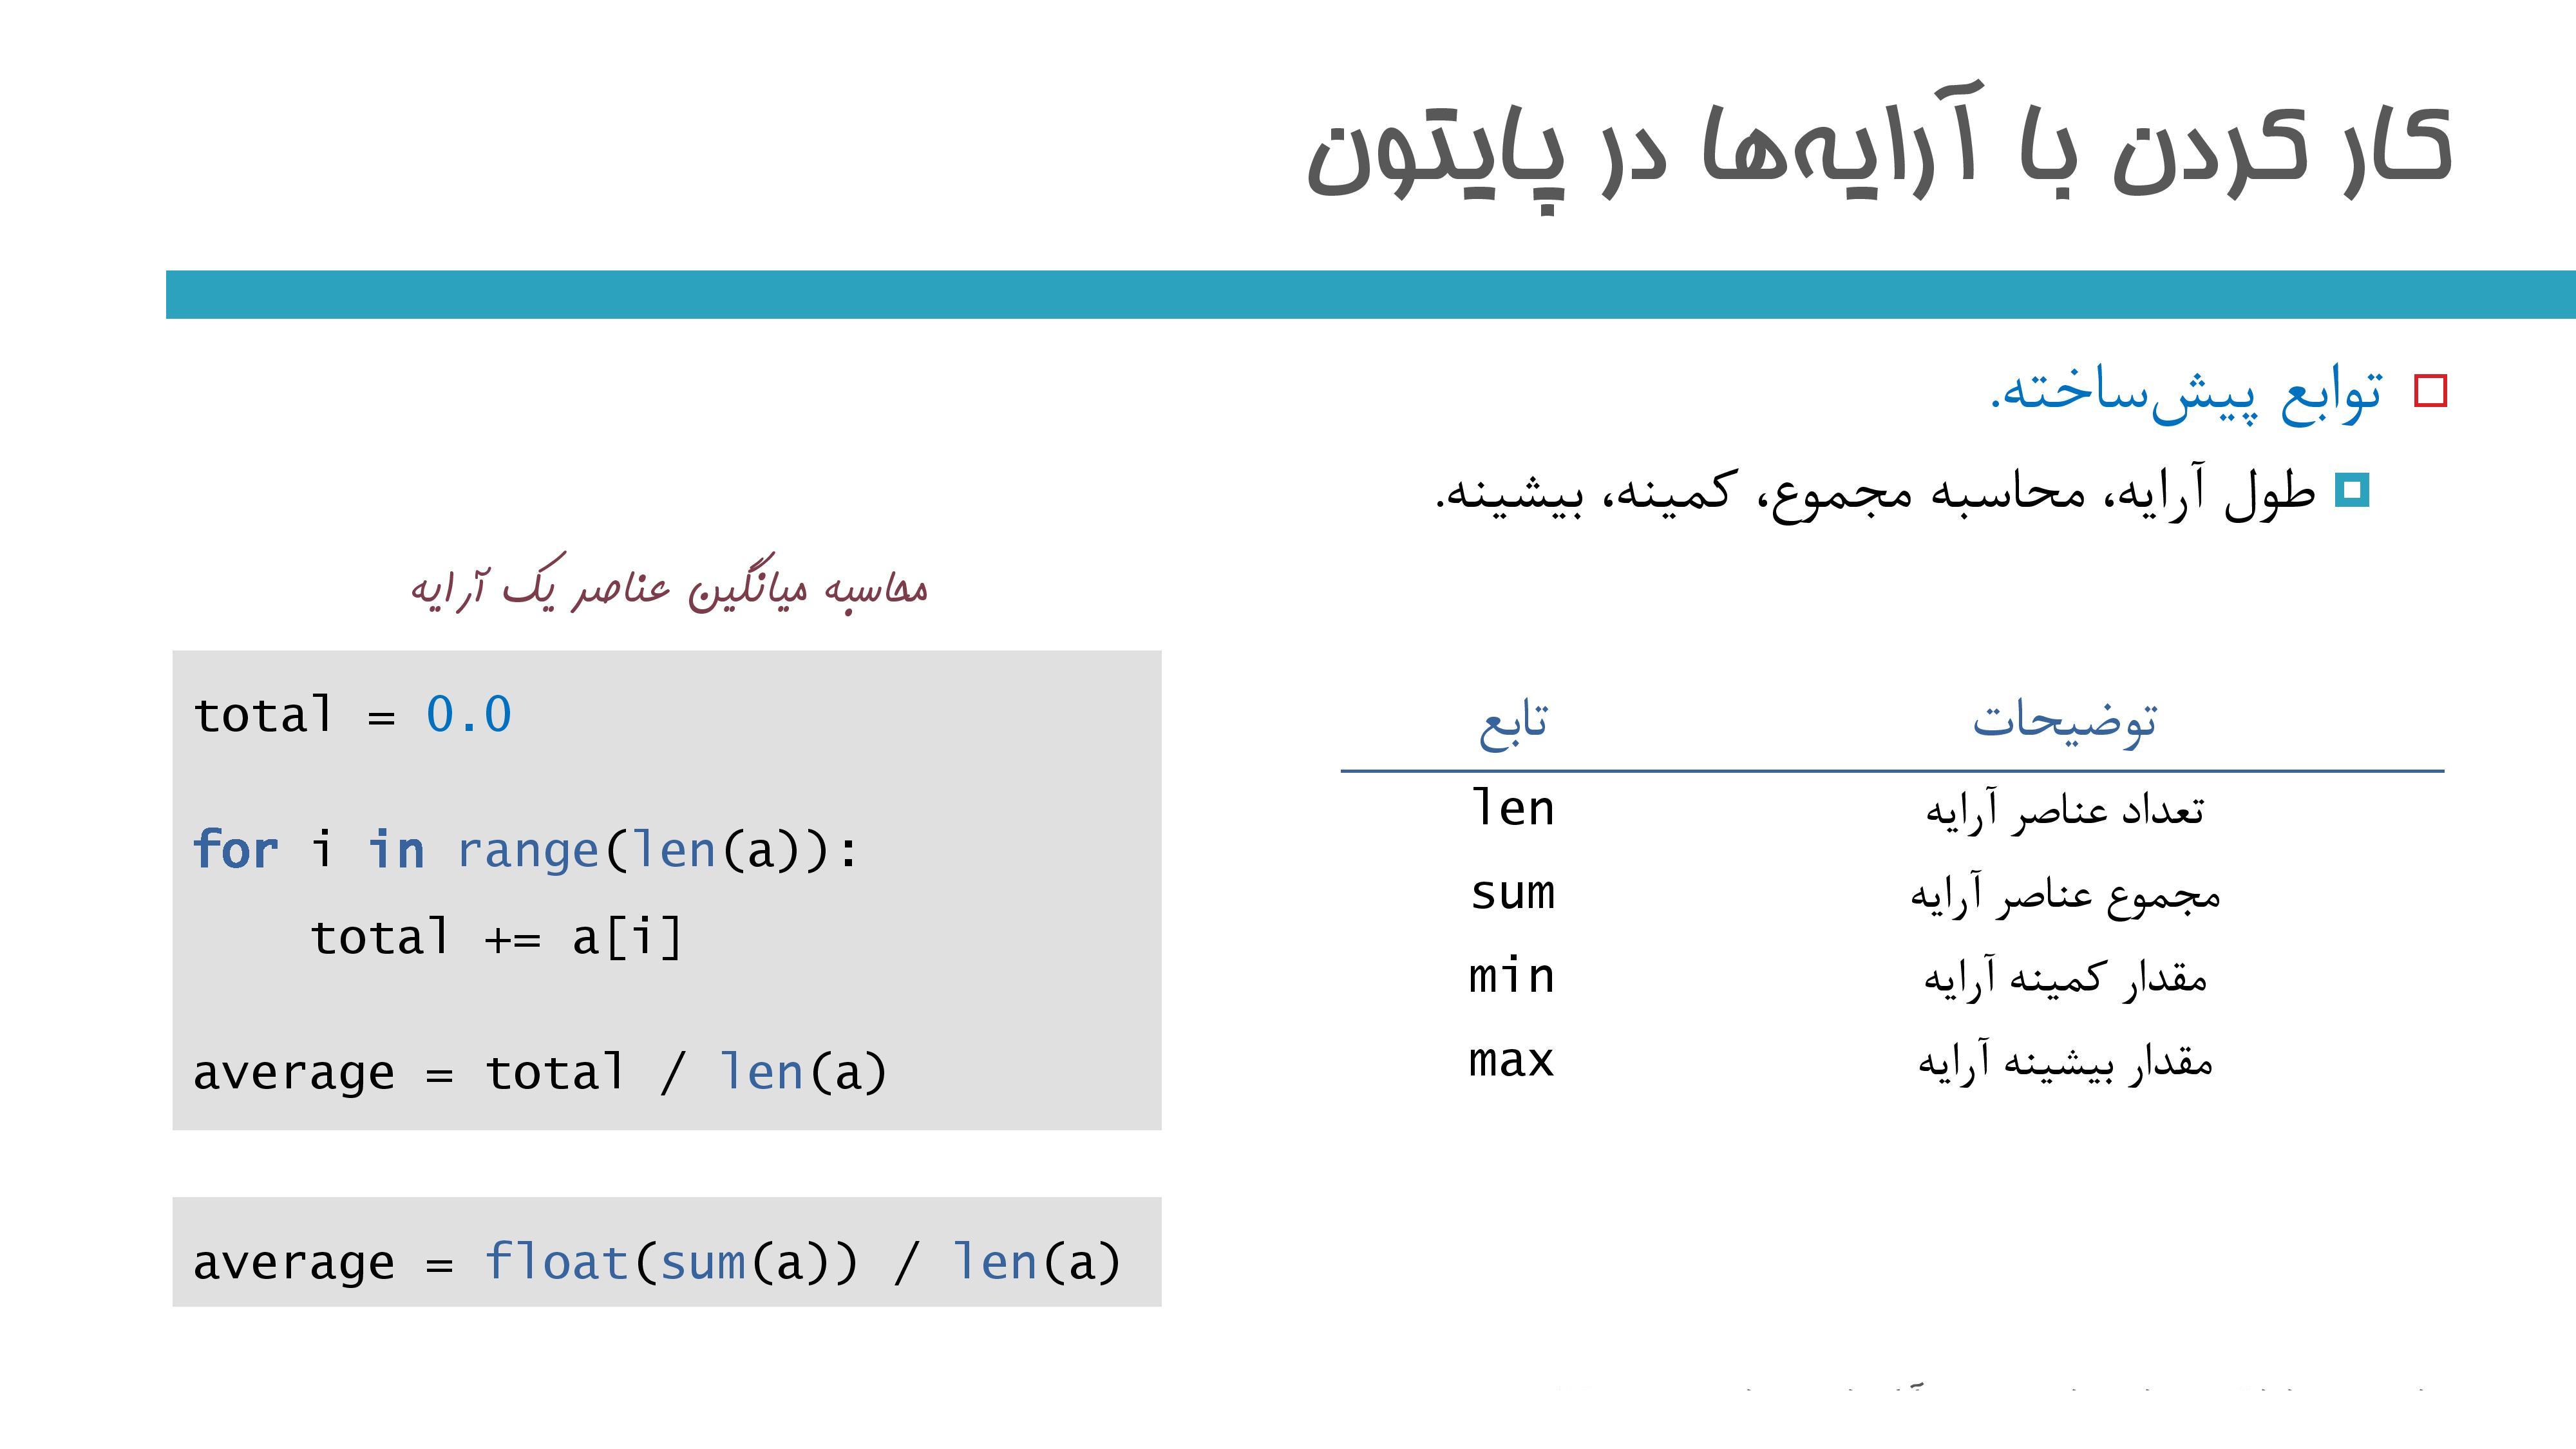 کار کردن با آرایه‌ها در پایتون
توابع پیش‌ساخته.
طول آرایه، محاسبه مجموع، کمینه، بیشینه.
توضیحات تابع
تعداد عناصر آرایه len
مجموع عناصر آرایه sum
مقدار کمینه آرایه min
مقدار بیشینه آرایه max
محاسبه میانگین عناصر یک آرایه
total = 0.0
for i in range(len(a)):
    total += a[i]
average = total / len(a)
average = float(sum(a)) / len(a)